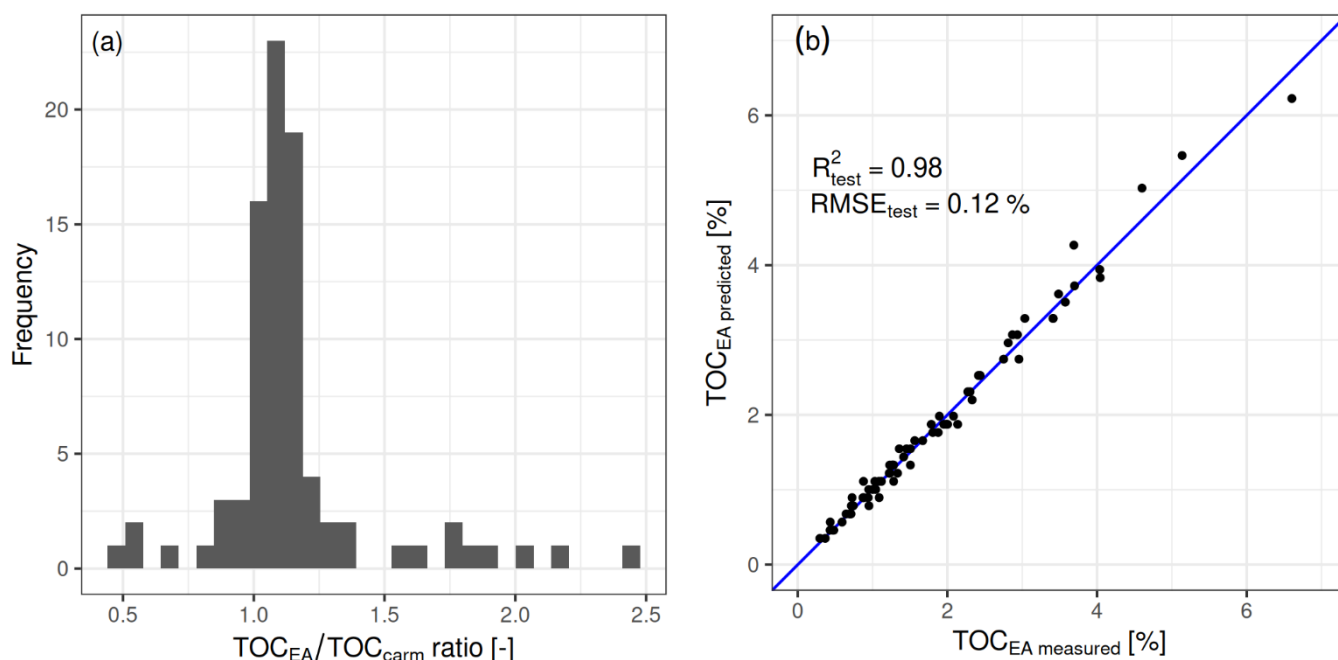 (a)
Frequency
20
15
10
5
0
0.5 1.0 1.5 2.0 2.5
TOC_EA/TOC_carm ratio [-]
(b)
R²_test = 0.98
RMSE_test = 0.12 %
TOC_EA predicted [%]
6
4
2
0
0 2 4 6
TOC_EA measured [%]